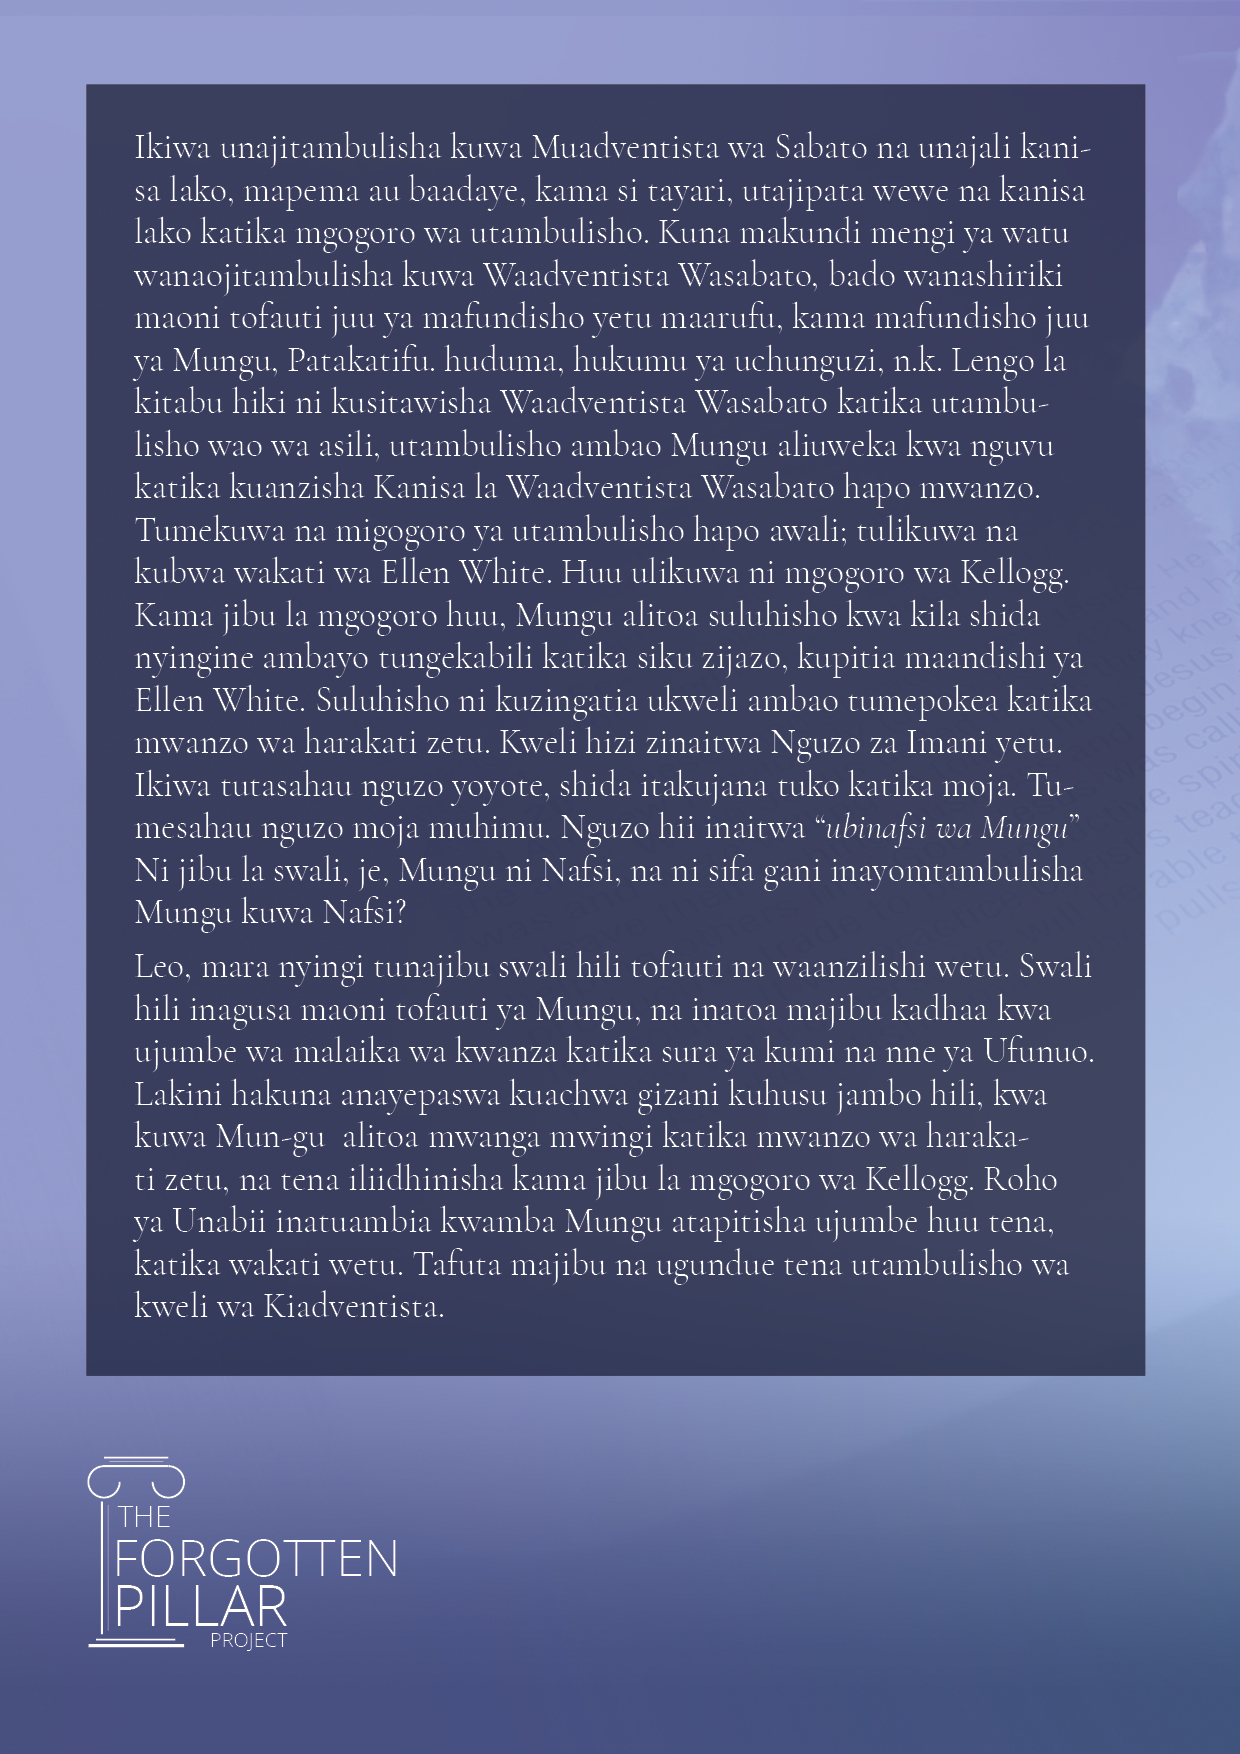 Ikiwa unajitambulisha kuwa Muadventista wa Sabato na unajali kani-
sa lako, mapema au baadaye, kama si tayari, utajipata wewe na kanisa
lako katika mgogoro wa utambulisho. Kuna makundi mengi ya watu
wanaojitambulisha kuwa Waadventista Wasabato, bado wanashiriki
maoni tofauti juu ya mafundisho yetu maarufu, kama mafundisho juu
ya Mungu, Patakatifu. huduma, hukumu ya uchunguzi, n.k. Lengo la
kitabu hiki ni kusitawisha Waadventista Wasabato katika utambu-
lisho wao wa asili, utambulisho ambao Mungu aliuweka kwa nguvu
katika kuanzisha Kanisa la Waadventista Wasabato hapo mwanzo.
Tumekuwa na migogoro ya utambulisho hapo awali; tulikuwa na
kubwa wakati wa Ellen White. Huu ulikuwa ni mgogoro wa Kellogg.
Kama jibu la mgogoro huu, Mungu alitoa suluhisho kwa kila shida
nyingine ambayo tungekabili katika siku zijazo, kupitia maandishi ya
Ellen White. Suluhisho ni kuzingatia ukweli ambao tumepokea katika
mwanzo wa harakati zetu. Kweli hizi zinaitwa Nguzo za Imani yetu.
Ikiwa tutasahau nguzo yoyote, shida itakujana tuko katika moja. Tu-
mesahau nguzo moja muhimu. Nguzo hii inaitwa “ubinafsi wa Mungu”
Ni jibu la swali, je, Mungu ni Nafsi, na ni sifa gani inayomtambulisha
Mungu kuwa Nafsi?
Leo, mara nyingi tunajibu swali hili tofauti na waanzilishi wetu. Swali
hili inagusa maoni tofauti ya Mungu, na inatoa majibu kadhaa kwa
ujumbe wa malaika wa kwanza katika sura ya kumi na nne ya Ufunuo.
Lakini hakuna anayepaswa kuachwa gizani kuhusu jambo hili, kwa
kuwa Mun-gu  alitoa mwanga mwingi katika mwanzo wa haraka-
ti zetu, na tena iliidhinisha kama jibu la mgogoro wa Kellogg. Roho
ya Unabii inatuambia kwamba Mungu atapitisha ujumbe huu tena,
katika wakati wetu. Tafuta majibu na ugundue tena utambulisho wa
kweli wa Kiadventista.
THE
FORGOTTEN
PILLAR
PROJECT